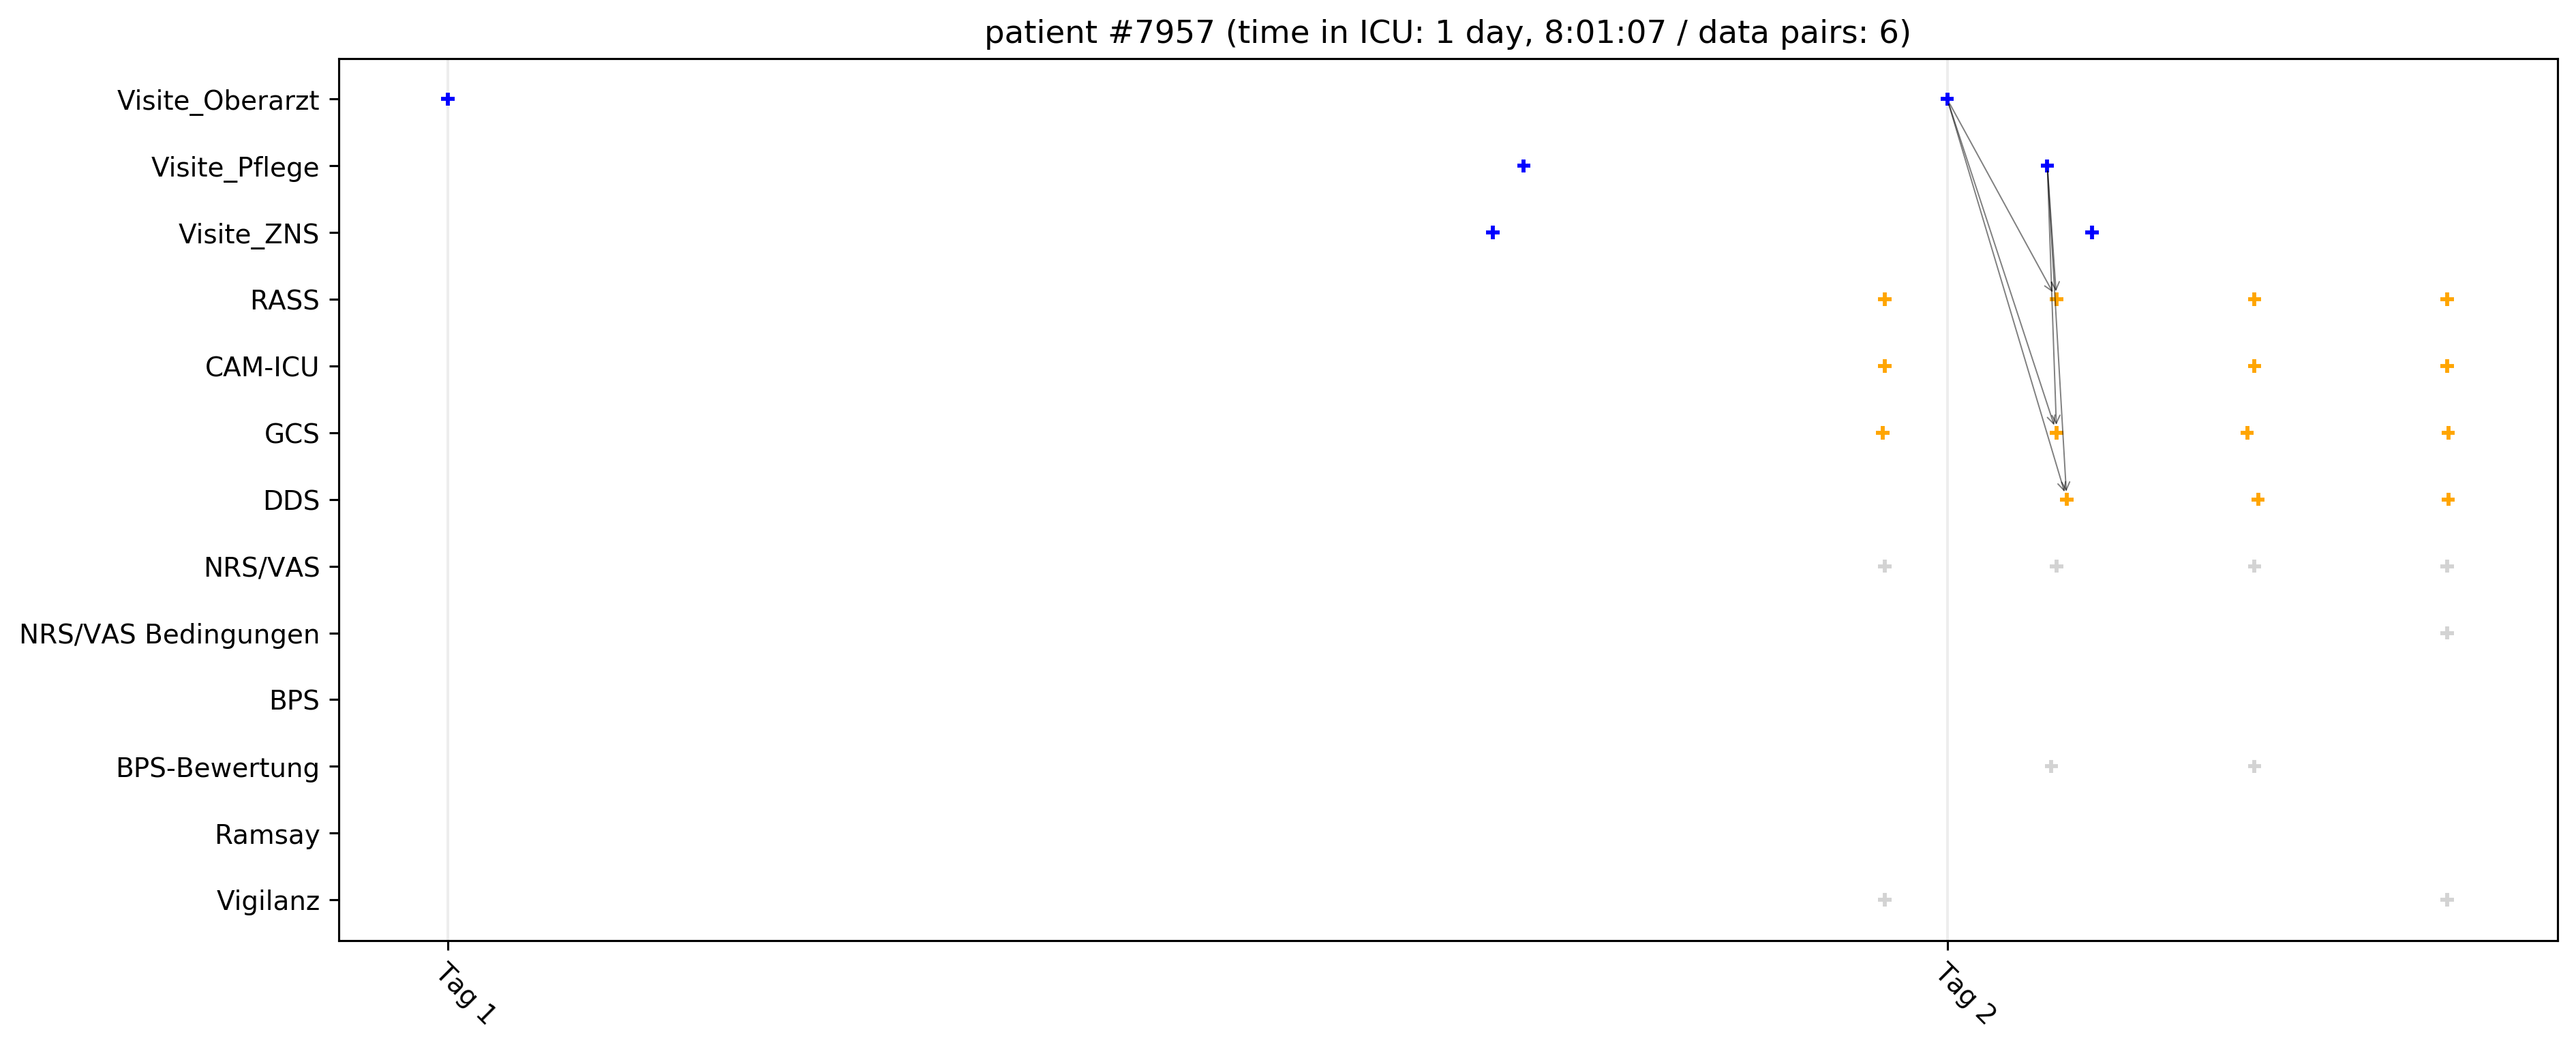 patient #7957 (time in ICU: 1 day, 8:01:07 / data pairs: 6)
Visite_Oberarzt
Visite_Pflege
Visite_ZNS
RASS
CAM-ICU
GCS
DDS
NRS/VAS
NRS/VAS Bedingungen
BPS
BPS-Bewertung
Ramsay
Vigilanz
Tag 1
Tag 2